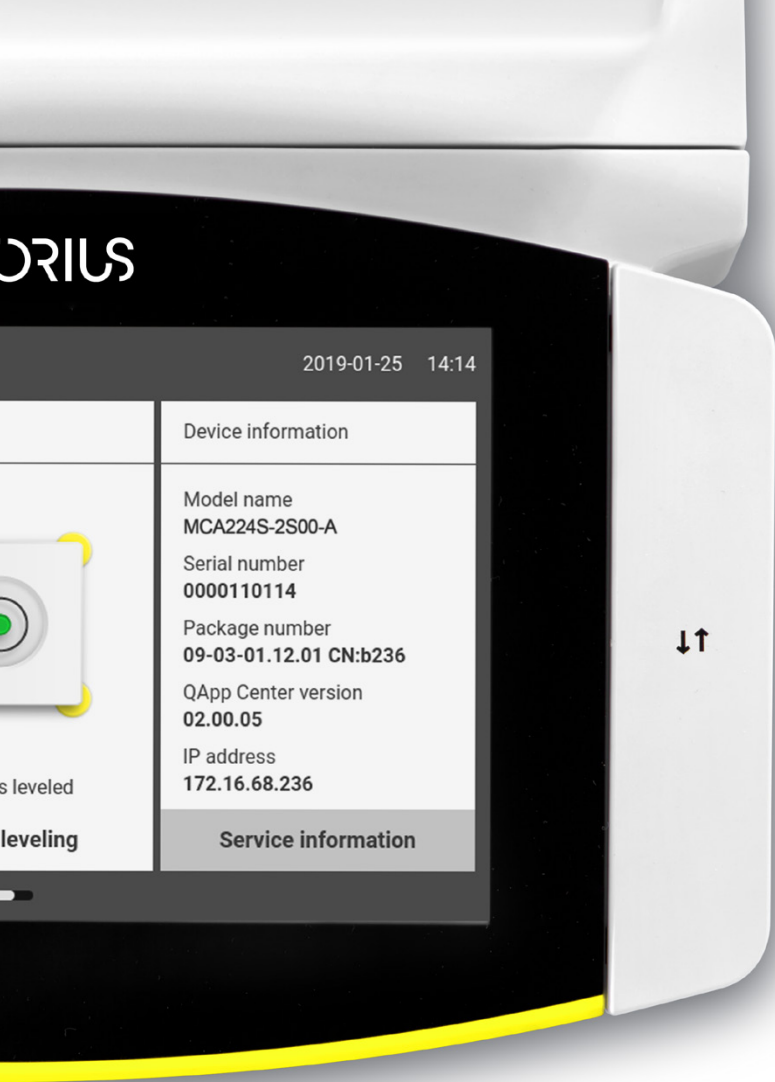 ORIUS
2019-01-25 14:14
Device information
Model name
MCA224S-2S00-A
Serial number
0000110114
Package number
09-03-01.12.01 CN:b236
QApp Center version
02.00.05
IP address
172.16.68.236
s leveled
leveling
Service information
↓↑